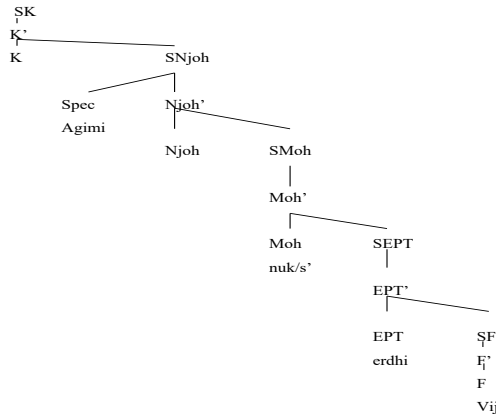 SK
K’
K SNjoh
Spec Njoh’
Agimi
Njoh SMoh
Moh’
Moh SEPT
nuk/s’
EPT’
EPT SF
erdhi F’
F
Vij